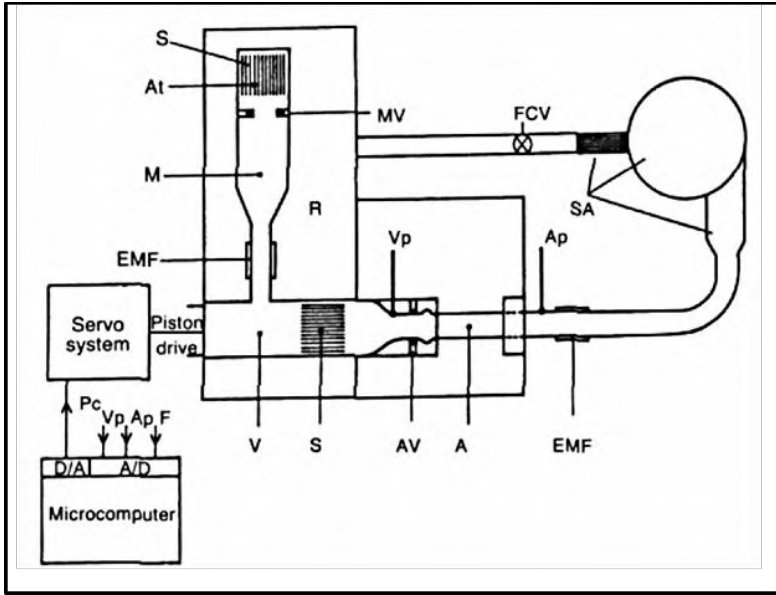 S
At
MV
FCV
M
SA
R
Vp
Ap
EMF
Servo
system
Piston
drive
Pc
Vp Ap F
V
S
AV
A
EMF
D/A
A/D
Microcomputer